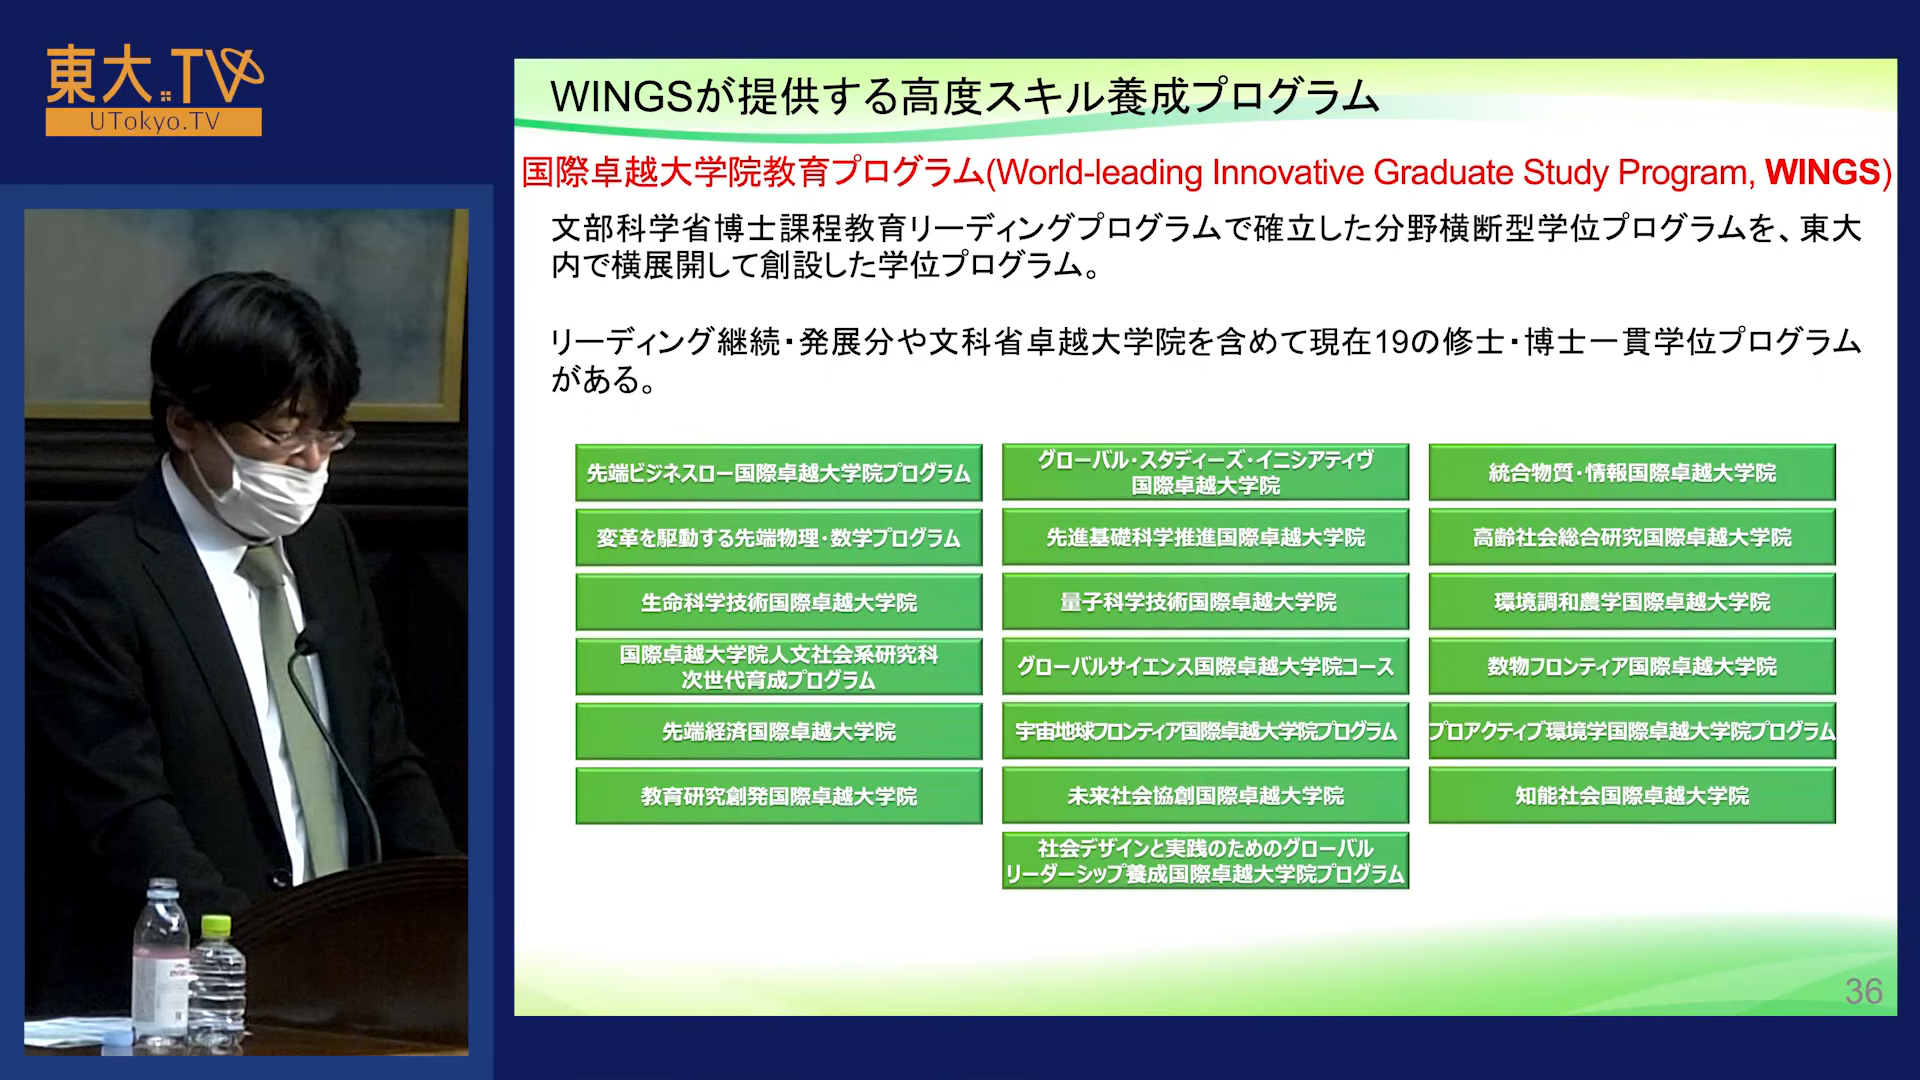 東大.TV
UTokyo.TV
WINGSが提供する高度スキル養成プログラム
国際卓越大学院教育プログラム(World-leading Innovative Graduate Study Program, WINGS)
文部科学省博士課程教育リーディングプログラムで確立した分野横断型学位プログラムを、東大
内で横展開して創設した学位プログラム。
リーディング継続・発展分や文科省卓越大学院を含めて現在19の修士・博士一貫学位プログラム
がある。
先端ビジネスロー国際卓越大学院プログラム
変革を駆動する先端物理・数学プログラム
生命科学技術国際卓越大学院
国際卓越大学院人文社会系研究科
次世代育成プログラム
先端経済国際卓越大学院
教育研究創発国際卓越大学院
グローバル・スタディーズ・イニシアティヴ
国際卓越大学院
先進基礎科学推進国際卓越大学院
量子科学技術国際卓越大学院
グローバルサイエンス国際卓越大学院コース
宇宙地球フロンティア国際卓越大学院プログラム
未来社会協創国際卓越大学院
社会デザインと実践のためのグローバル
リーダーシップ養成国際卓越大学院プログラム
統合物質・情報国際卓越大学院
高齢社会総合研究国際卓越大学院
環境調和農学国際卓越大学院
数物フロンティア国際卓越大学院
プロアクティブ環境学国際卓越大学院プログラム
知能社会国際卓越大学院
36